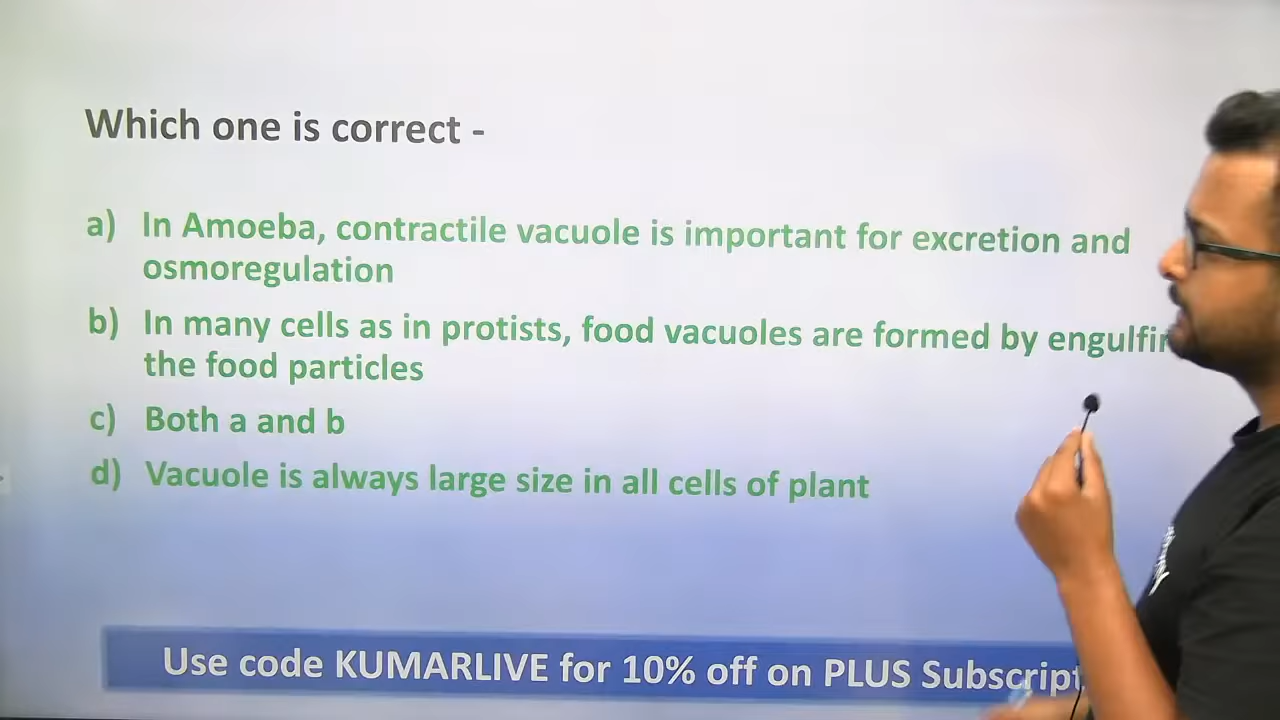 Which one is correct -
a) In Amoeba, contractile vacuole is important for excretion and
osmoregulation
b) In many cells as in protists, food vacuoles are formed by
the food particles
c) Both a and b
d) Vacuole is always large size in all cells of plant
Use code KUMARLIVE for 10% off on PLUS